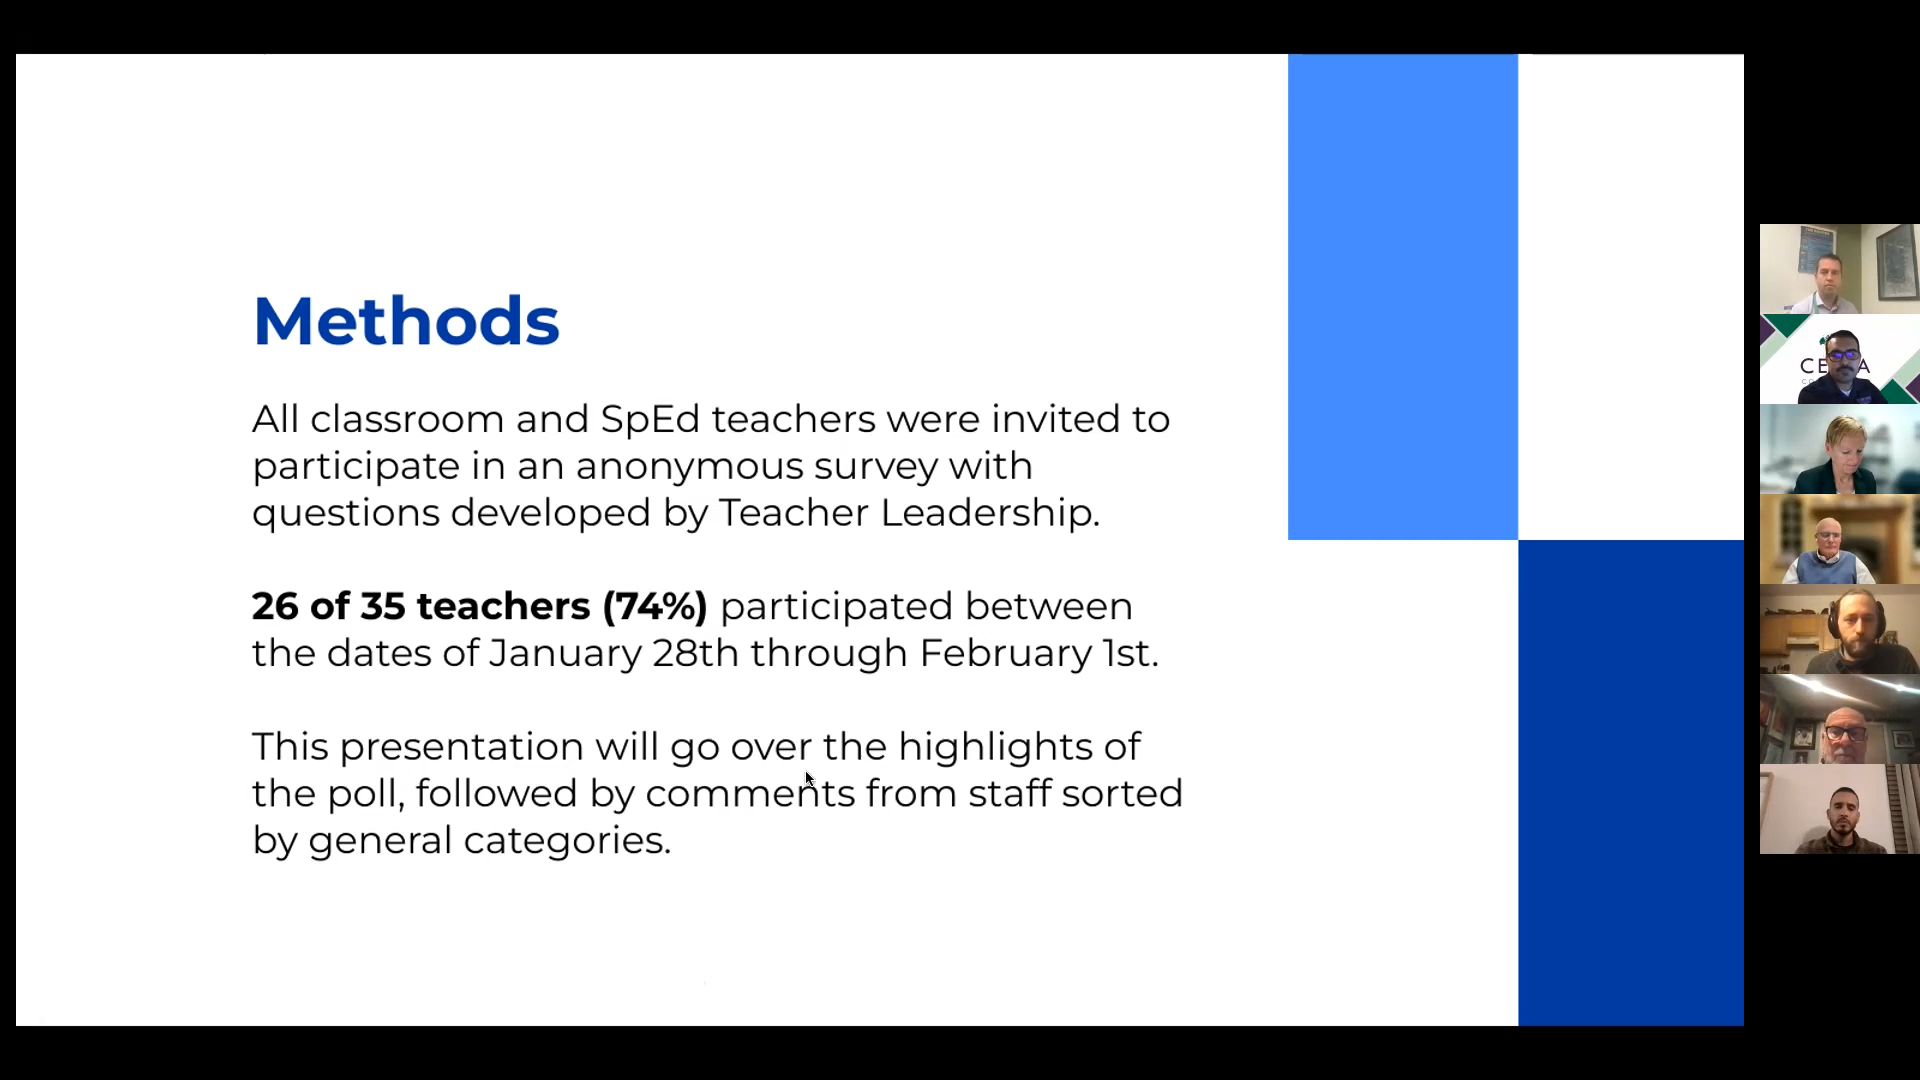 Methods
All classroom and SpEd teachers were invited to
participate in an anonymous survey with
questions developed by Teacher Leadership.
26 of 35 teachers (74%) participated between
the dates of January 28th through February 1st.
This presentation will go over the highlights of
the poll, followed by comments from staff sorted
by general categories.